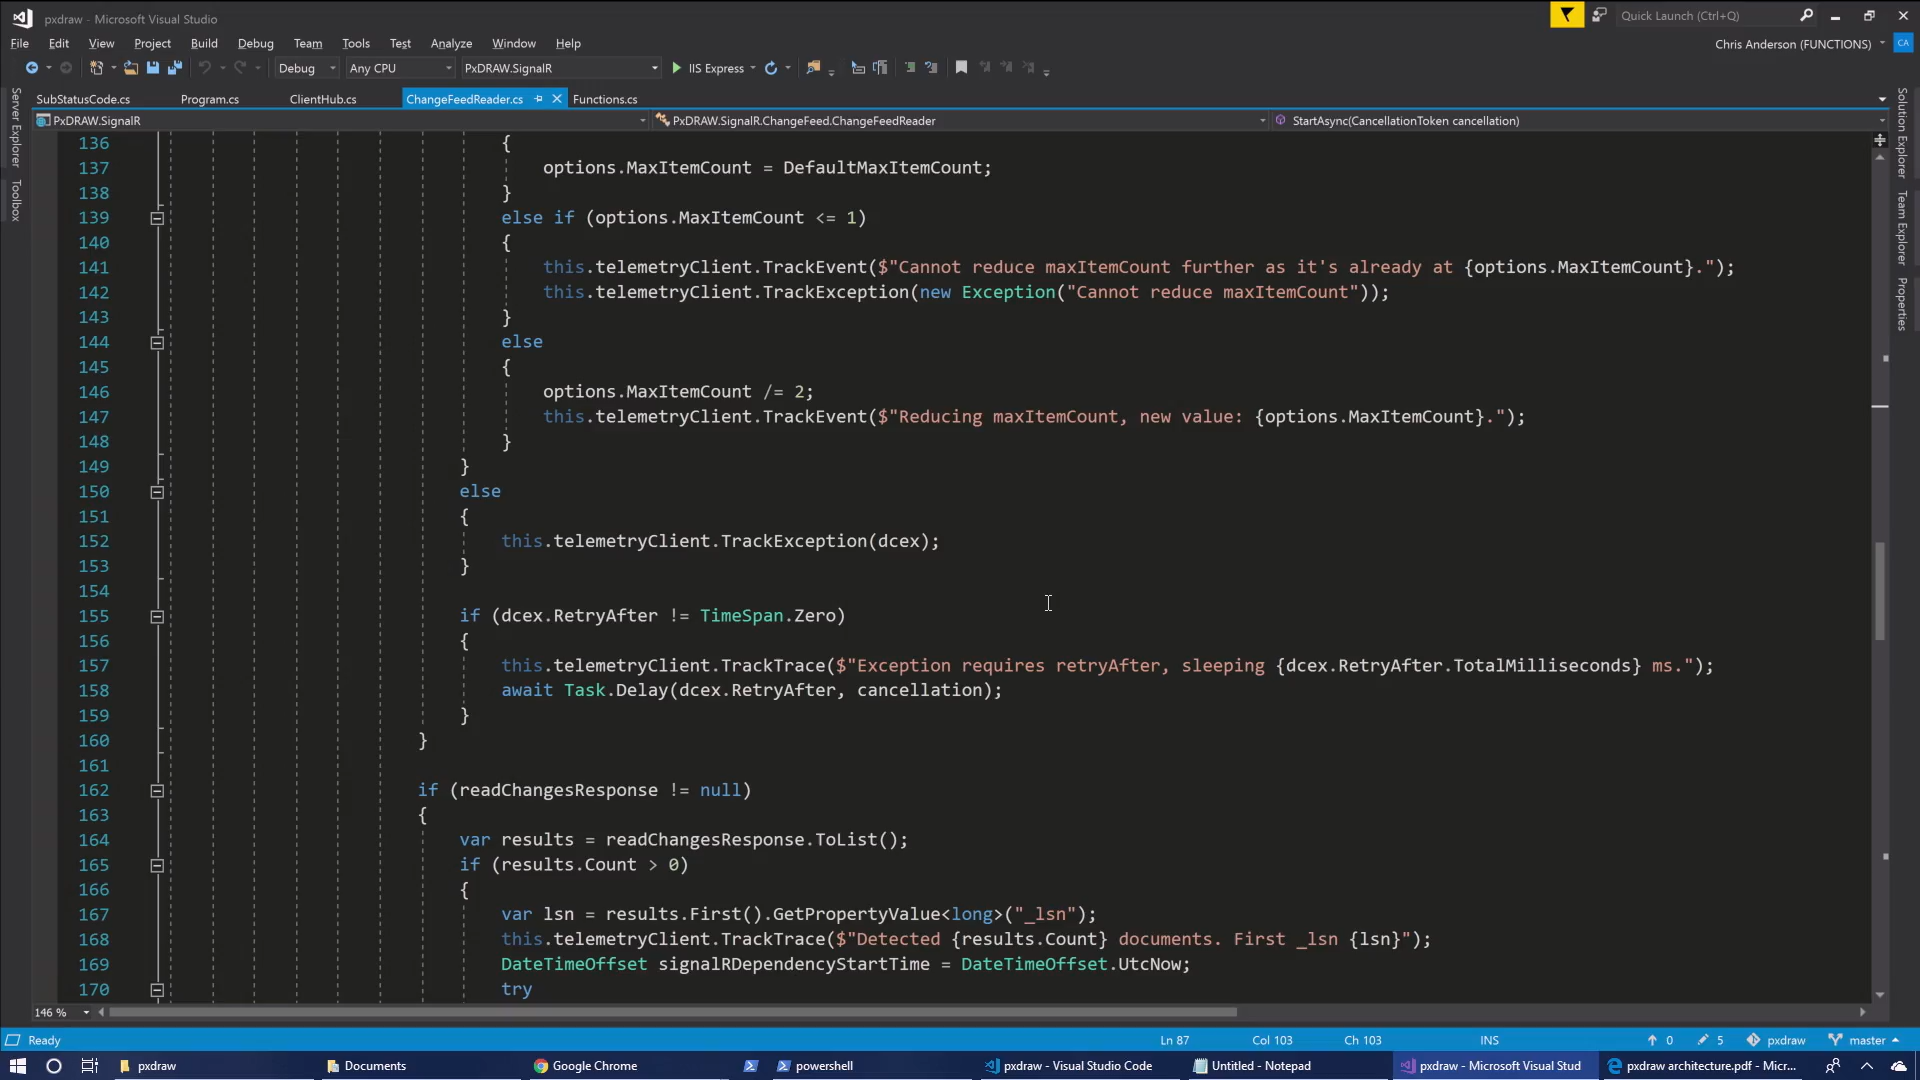 pxdraw - Microsoft Visual Studio
Quick Launch (Ctrl+Q)
File Edit View Project Build Debug Team Tools Test Analyze Window Help
Chris Anderson (FUNCTIONS) CA
Debug Any CPU PxDRAW.SignalR IIS Express
SubStatusCode.cs Program.cs ClientHub.cs ChangeFeedReader.cs Functions.cs
PxDRAW.SignalR PxDRAW.SignalR.ChangeFeed.ChangeFeedReader StartAsync(CancellationToken cancellation)
Server Explorer
Toolbox
Solution Explorer
Team Explorer
Properties
136 {
137 options.MaxItemCount = DefaultMaxItemCount;
138 }
139 else if (options.MaxItemCount <= 1)
140 {
141 this.telemetryClient.TrackEvent($"Cannot reduce maxItemCount further as it's already at {options.MaxItemCount}.");
142 this.telemetryClient.TrackException(new Exception("Cannot reduce maxItemCount"));
143 }
144 else
145 {
146 options.MaxItemCount /= 2;
147 this.telemetryClient.TrackEvent($"Reducing maxItemCount, new value: {options.MaxItemCount}.");
148 }
149 }
150 else
151 {
152 this.telemetryClient.TrackException(dcex);
153 }
154
155 if (dcex.RetryAfter != TimeSpan.Zero)
156 {
157 this.telemetryClient.TrackTrace($"Exception requires retryAfter, sleeping {dcex.RetryAfter.TotalMilliseconds} ms.");
158 await Task.Delay(dcex.RetryAfter, cancellation);
159 }
160 }
161
162 if (readChangesResponse != null)
163 {
164 var results = readChangesResponse.ToList();
165 if (results.Count > 0)
166 {
167 var lsn = results.First().GetPropertyValue<long>("_lsn");
168 this.telemetryClient.TrackTrace($"Detected {results.Count} documents. First _lsn {lsn}");
169 DateTimeOffset signalRDependencyStartTime = DateTimeOffset.UtcNow;
170 try
146 %
Ready Ln 87 Col 103 Ch 103 INS 0 5 pxdraw master
pxdraw Documents Google Chrome powershell pxdraw - Visual Studio Code Untitled - Notepad pxdraw - Microsoft Visual Stud pxdraw architecture.pdf - Micr...